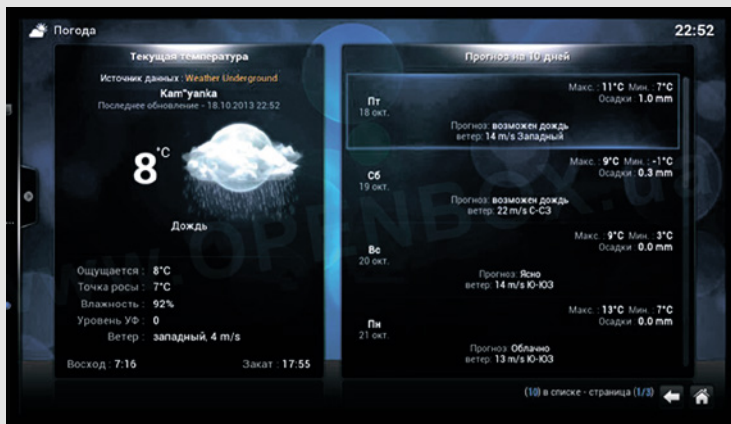 Погода
22:52
Текущая температура
Источник данных : Weather Underground
Kam"yanka
Последнее обновление - 18.10.2013 22:52
8°C
Дождь
Ощущается : 8°C
Точка росы : 7°C
Влажность : 92%
Уровень УФ : 0
Ветер : западный, 4 m/s
Восход : 7:16 Закат : 17:55
Прогноз на 10 дней
Макс. : 11°C Мин. : 7°C
Осадки 1.0 mm
Пт
18 окт.
Прогноз: возможен дождь
ветер: 14 m/s Западный
Макс. : 9°C Мин. : -1°C
Осадки : 0.3 mm
Сб
19 окт.
Прогноз: возможен дождь
ветер: 22 m/s С-СЗ
Макс. : 9°C Мин. : 3°C
Осадки 0.0 mm
Вс
20 окт.
Прогноз: Ясно
ветер: 14 m/s Ю-ЮЗ
Макс. : 13°C Мин. : 7°C
Осадки : 0.0 mm
Пн
21 окт.
Прогноз: Облачно
ветер: 13 m/s Ю-ЮЗ
(10) в списке - страница (1/3)
www.OPENBOX.ua